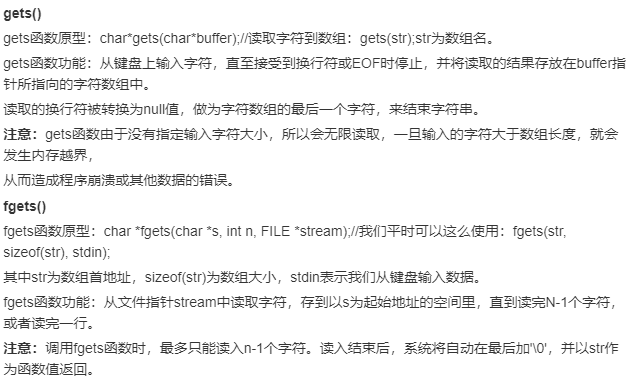 gets()
gets函数原型：char*gets(char*buffer);//读取字符到数组：gets(str);str为数组名。
gets函数功能：从键盘上输入字符，直至接受到换行符或EOF时停止，并将读取的结果存放在buffer指
针所指向的字符数组中。
读取的换行符被转换为null值，做为字符数组的最后一个字符，来结束字符串。
注意：gets函数由于没有指定输入字符大小，所以会无限读取，一旦输入的字符大于数组长度，就会
发生内存越界，
从而造成程序崩溃或其他数据的错误。
fgets()
fgets函数原型：char *fgets(char *s, int n, FILE *stream);//我们平时可以这么使用：fgets(str,
sizeof(str), stdin);
其中str为数组首地址，sizeof(str)为数组大小，stdin表示我们从键盘输入数据。
fgets函数功能：从文件指针stream中读取字符，存到以s为起始地址的空间里，直到读完N-1个字符，
或者读完一行。
注意：调用fgets函数时，最多只能读入n-1个字符。读入结束后，系统将自动在最后加'\0'，并以str作
为函数值返回。